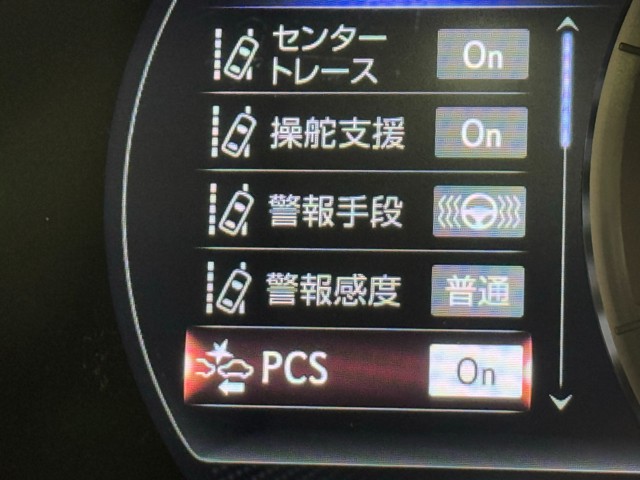 センター
トレース
On
操舵支援 On
警報手段
警報感度 普通
PCS On